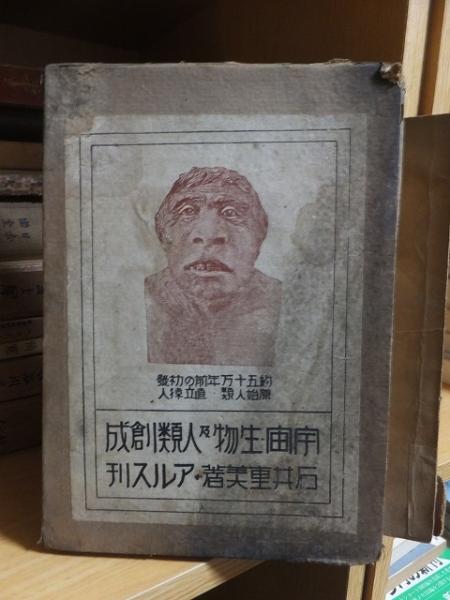 約五十万年前の初發
原始人類・直立猿人
宇宙・生物及人類創成
石井重美著・アルス刊